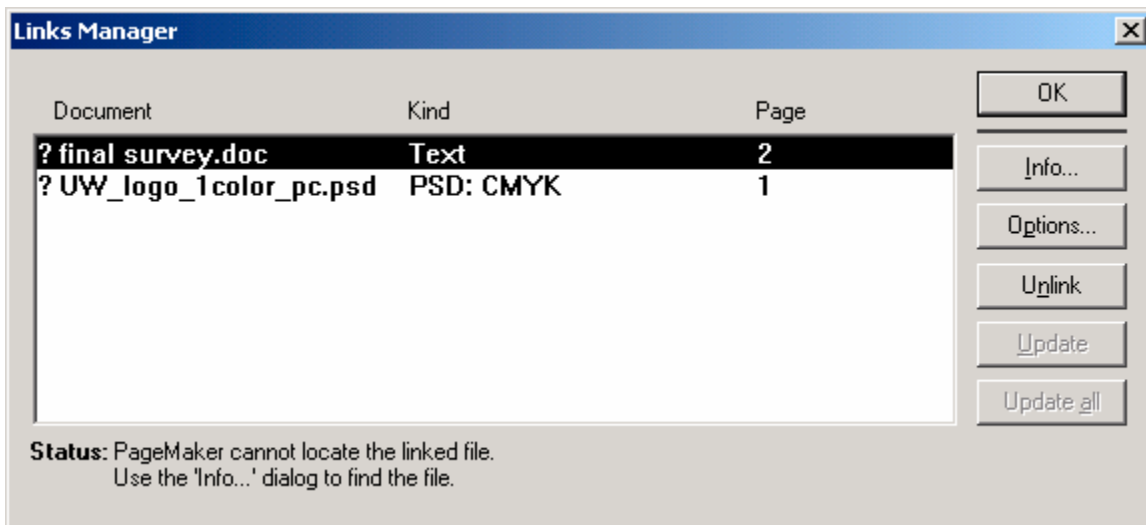 Links Manager
Document Kind Page
? final survey.doc Text 2
? UW_logo_1color_pc.psd PSD: CMYK 1
OK
Info...
Options...
Unlink
Update
Update all
Status: PageMaker cannot locate the linked file.
Use the 'Info...' dialog to find the file.